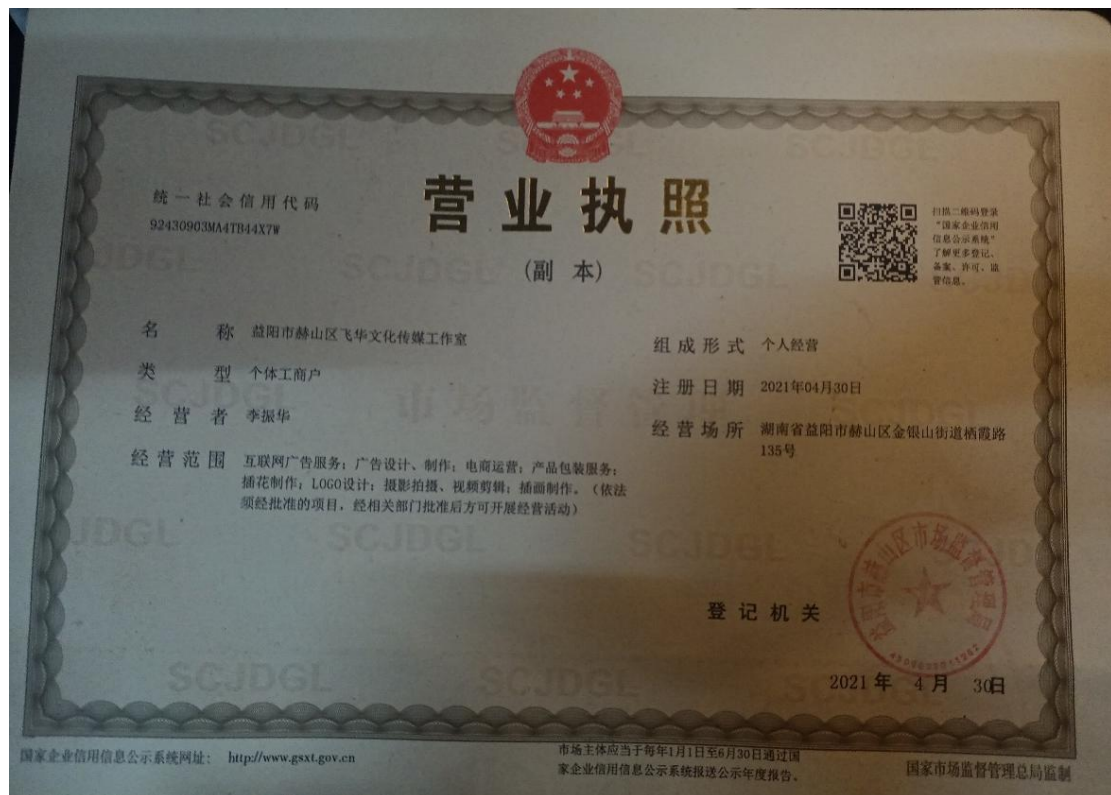 营业执照
(副 本)
统一社会信用代码
92430903MA4TB44X7W
扫描二维码登录
“国家企业信用
信息公示系统”
了解更多登记、
备案、许可、监
管信息。
名 称 益阳市赫山区飞华文化传媒工作室
类 型 个体工商户
经 营 者 李振华
经 营 范 围 互联网广告服务；广告设计、制作；电商运营；产品包装服务；
插花制作；LOGO设计；摄影拍摄、视频剪辑；插画制作。（依法
须经批准的项目，经相关部门批准后方可开展经营活动）
组 成 形 式 个人经营
注 册 日 期 2021年04月30日
经 营 场 所 湖南省益阳市赫山区金银山街道栖霞路
135号
登 记 机 关
益阳市赫山区市场监督管理局
2021 年 4 月 30日
国家企业信用信息公示系统网址： http://www.gsxt.gov.cn
市场主体应当于每年1月1日至6月30日通过国
家企业信用信息公示系统报送公示年度报告。
国家市场监督管理总局监制